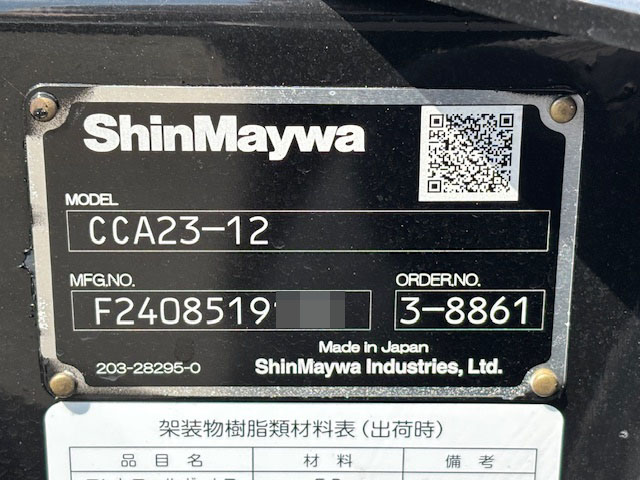 ShinMaywa
MODEL
CCA23-12
MFG.NO.
ORDER.NO.
F2408519
3-8861
Made in Japan
203-28295-0
ShinMaywa Industries, Ltd.
架装物樹脂類材料表(出荷時)
品目名 材料 備考